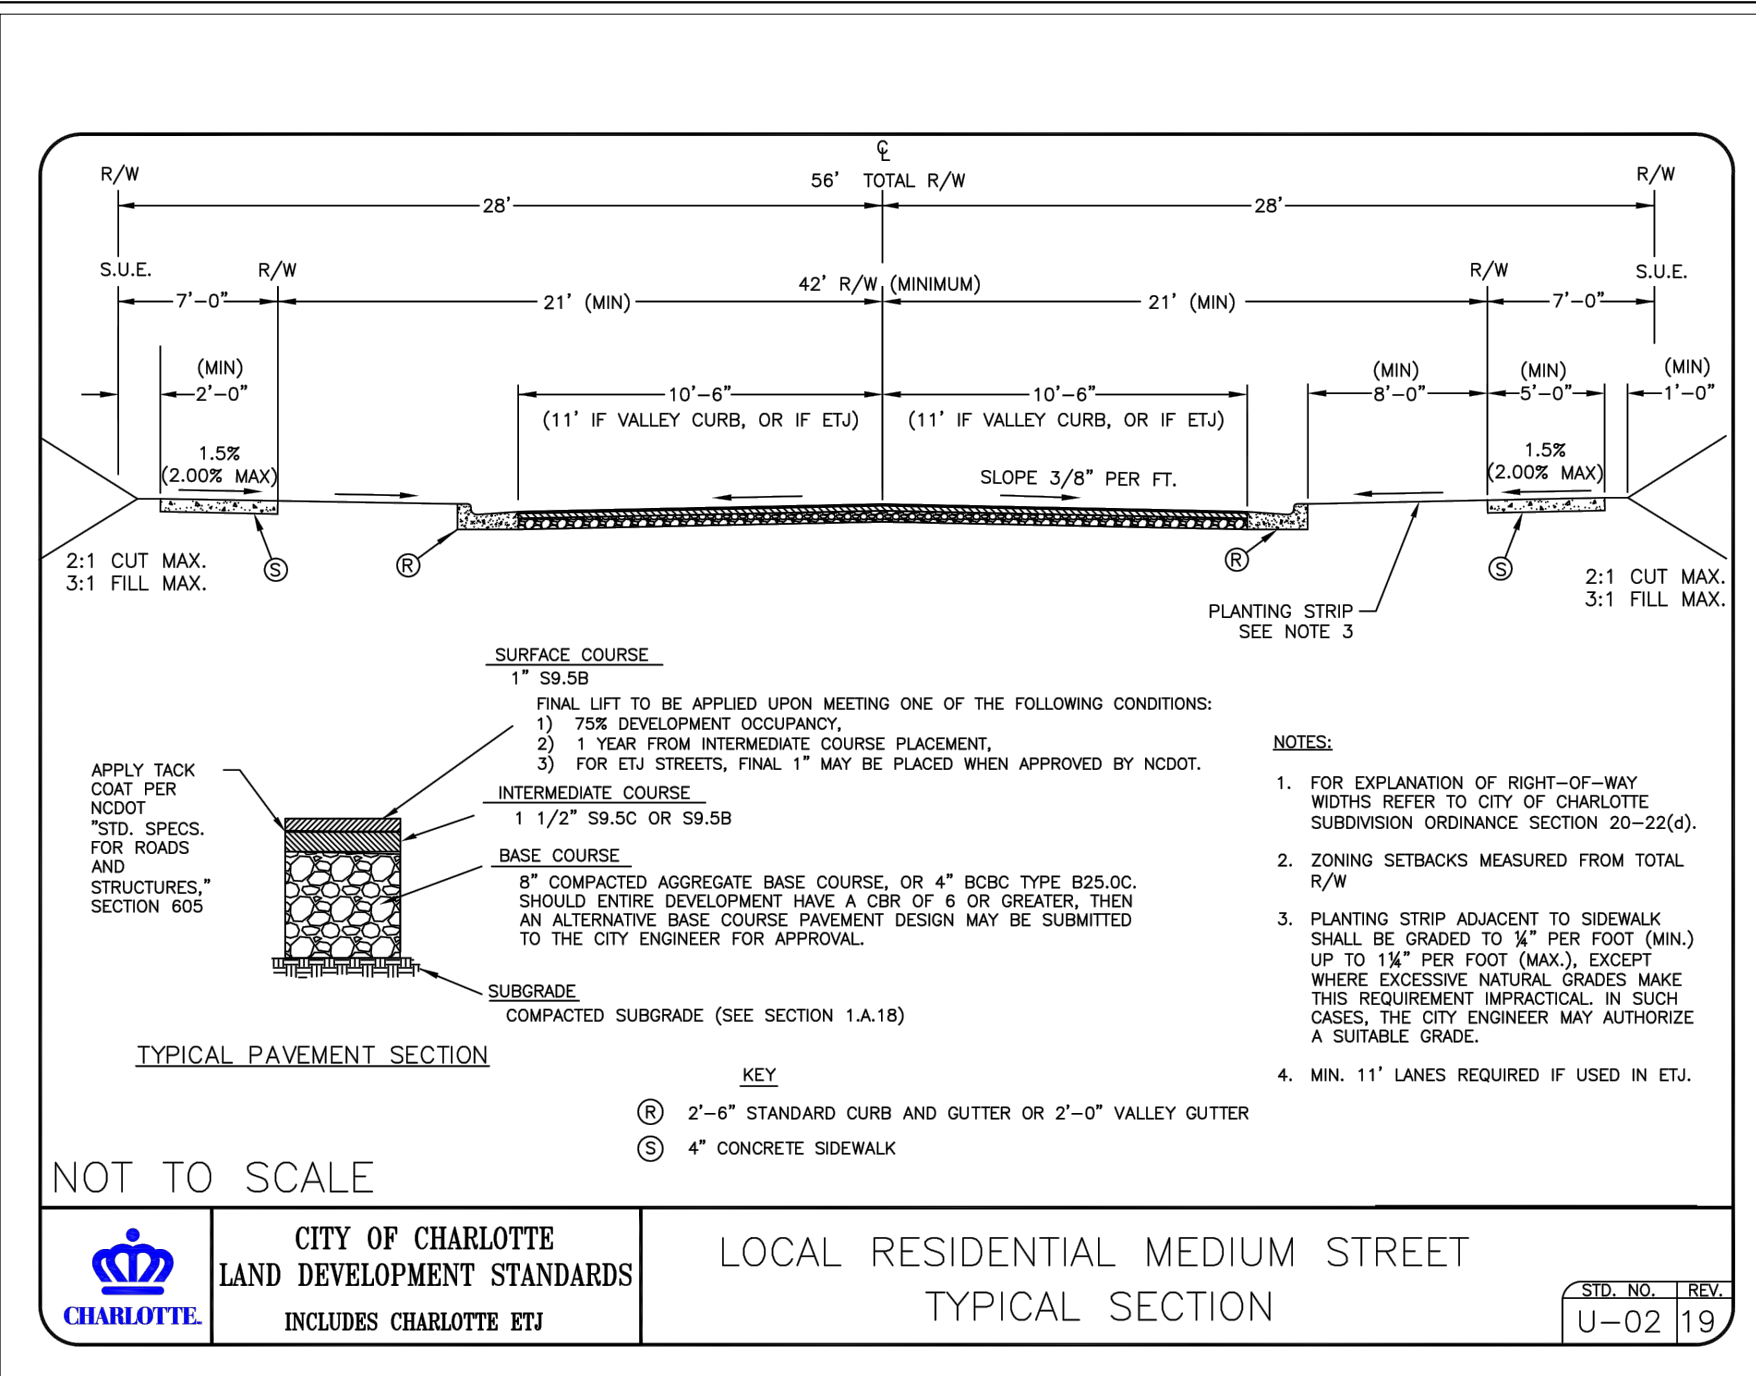 ℄
R/W
56' TOTAL R/W
R/W
28'
28'
S.U.E.
R/W
42' R/W (MINIMUM)
R/W
S.U.E.
7'-0"
21' (MIN)
21' (MIN)
7'-0"
(MIN)
2'-0"
10'-6"
10'-6"
(MIN)
8'-0"
(MIN)
5'-0"
(MIN)
1'-0"
(11' IF VALLEY CURB, OR IF ETJ)
(11' IF VALLEY CURB, OR IF ETJ)
1.5%
(2.00% MAX)
SLOPE 3/8" PER FT.
1.5%
(2.00% MAX)
2:1 CUT MAX.
3:1 FILL MAX.
S
R
R
S
2:1 CUT MAX.
3:1 FILL MAX.
PLANTING STRIP
SEE NOTE 3
SURFACE COURSE
1" S9.5B
FINAL LIFT TO BE APPLIED UPON MEETING ONE OF THE FOLLOWING CONDITIONS:
1) 75% DEVELOPMENT OCCUPANCY,
2) 1 YEAR FROM INTERMEDIATE COURSE PLACEMENT,
3) FOR ETJ STREETS, FINAL 1" MAY BE PLACED WHEN APPROVED BY NCDOT.
APPLY TACK
COAT PER
NCDOT
"STD. SPECS.
FOR ROADS
AND
STRUCTURES,"
SECTION 605
INTERMEDIATE COURSE
1 1/2" S9.5C OR S9.5B
BASE COURSE
8" COMPACTED AGGREGATE BASE COURSE, OR 4" BCBC TYPE B25.0C.
SHOULD ENTIRE DEVELOPMENT HAVE A CBR OF 6 OR GREATER, THEN
AN ALTERNATIVE BASE COURSE PAVEMENT DESIGN MAY BE SUBMITTED
TO THE CITY ENGINEER FOR APPROVAL.
SUBGRADE
COMPACTED SUBGRADE (SEE SECTION 1.A.18)
TYPICAL PAVEMENT SECTION
NOTES:
1. FOR EXPLANATION OF RIGHT-OF-WAY
WIDTHS REFER TO CITY OF CHARLOTTE
SUBDIVISION ORDINANCE SECTION 20-22(d).
2. ZONING SETBACKS MEASURED FROM TOTAL
R/W
3. PLANTING STRIP ADJACENT TO SIDEWALK
SHALL BE GRADED TO ¼" PER FOOT (MIN.)
UP TO 1¼" PER FOOT (MAX.), EXCEPT
WHERE EXCESSIVE NATURAL GRADES MAKE
THIS REQUIREMENT IMPRACTICAL. IN SUCH
CASES, THE CITY ENGINEER MAY AUTHORIZE
A SUITABLE GRADE.
4. MIN. 11' LANES REQUIRED IF USED IN ETJ.
KEY
R 2'-6" STANDARD CURB AND GUTTER OR 2'-0" VALLEY GUTTER
S 4" CONCRETE SIDEWALK
NOT TO SCALE
CHARLOTTE.
CITY OF CHARLOTTE
LAND DEVELOPMENT STANDARDS
INCLUDES CHARLOTTE ETJ
LOCAL RESIDENTIAL MEDIUM STREET
TYPICAL SECTION
STD. NO. REV.
U-02 19